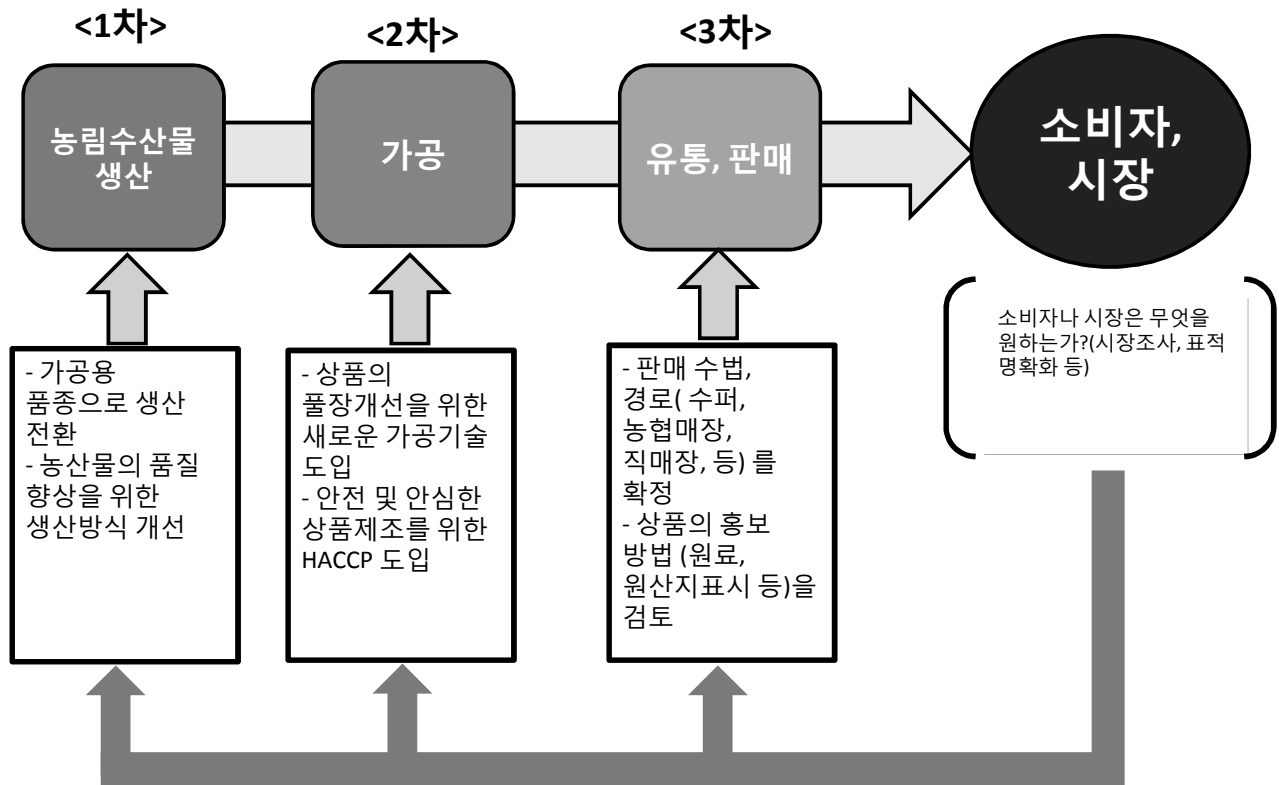 <1차>
<2차>
<3차>
농림수산물
생산
가공
유통, 판매
소비자,
시장
- 가공용
품종으로 생산
전환
- 농산물의 품질
향상을 위한
생산방식 개선
- 상품의
풀장개선을 위한
새로운 가공기술
도입
- 안전 및 안심한
상품제조를 위한
HACCP 도입
- 판매 수법,
경로( 수퍼,
농협매장,
직매장, 등) 를
확정
- 상품의 홍보
방법 (원료,
원산지표시 등)을
검토
소비자나 시장은 무엇을
원하는가?(시장조사, 표적
명확화 등)